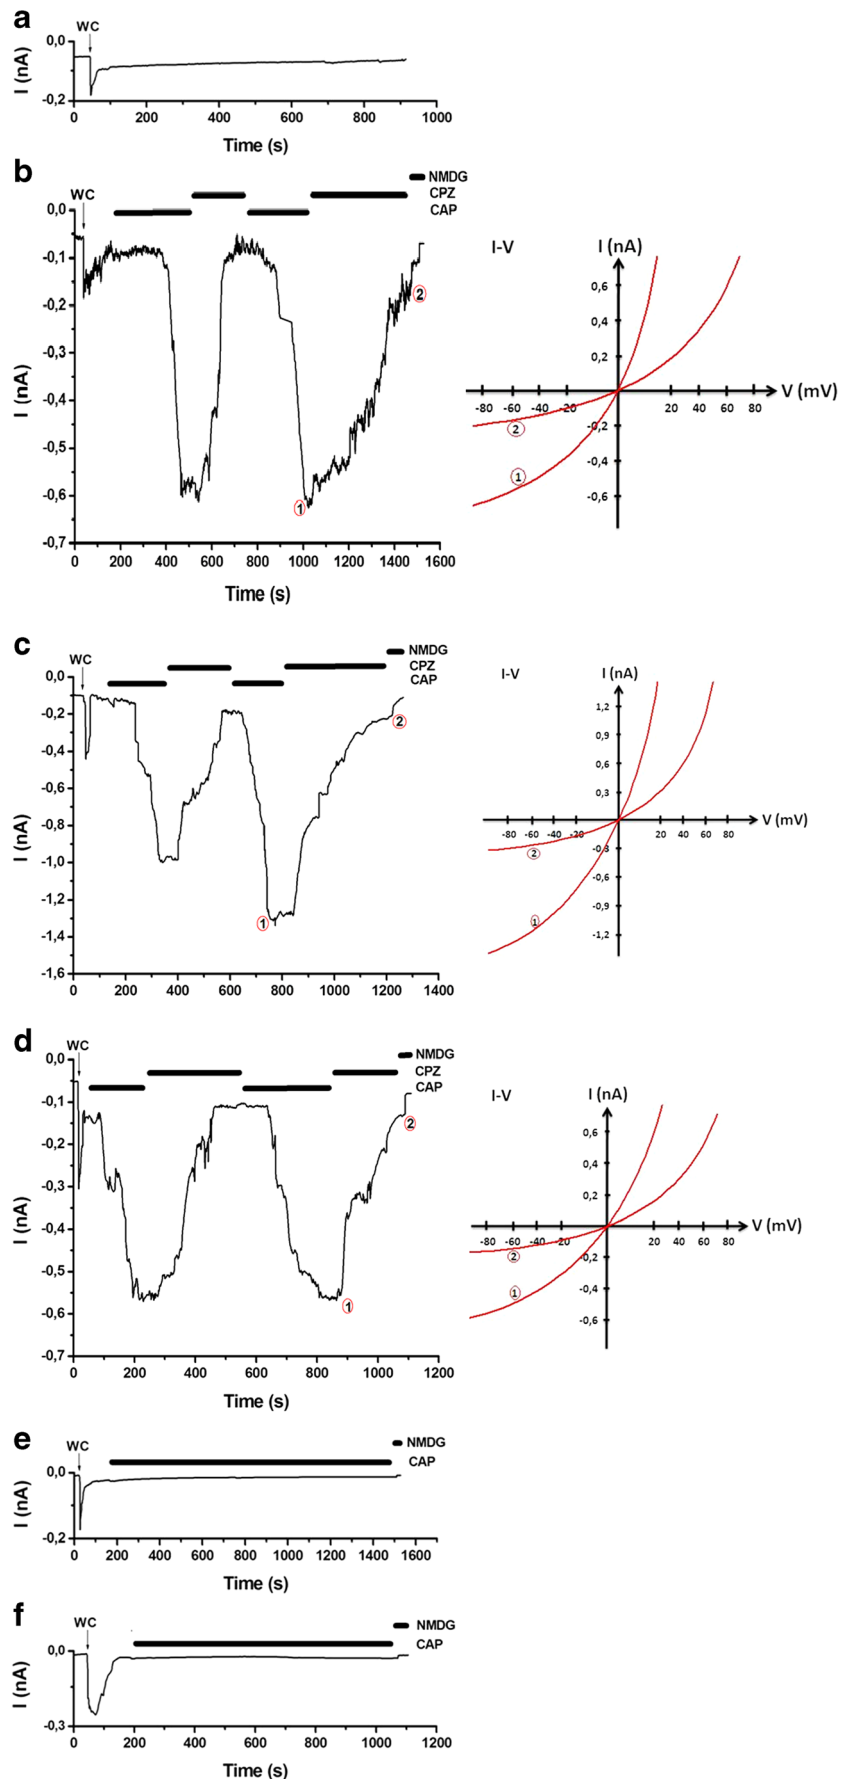 a
WC
0,0
I (nA)
-0,2
0 200 400 600 800 1000
Time (s)
b
NMDG
WC
CPZ
CAP
0,0
-0,1
-0,2
-0,3
-0,4
-0,5
-0,6
-0,7
I (nA)
2
1
0 200 400 600 800 1000 1200 1400 1600
Time (s)
I-V
I (nA)
0,6
0,4
0,2
-80 -60 -40 -20 20 40 60 80
V (mV)
-0,2
-0,4
-0,6
2
1
c
NMDG
WC
CPZ
CAP
0,0
-0,2
-0,4
-0,6
-0,8
-1,0
-1,2
-1,4
-1,6
I (nA)
2
1
0 200 400 600 800 1000 1200 1400
Time (s)
I-V
I (nA)
1,2
0,9
0,6
0,3
V (mV)
-80 -60 -40 -20 20 40 60 80
-0,3
-0,6
-0,9
-1,2
2
1
d
NMDG
WC
CPZ
CAP
0,0
-0,1
-0,2
-0,3
-0,4
-0,5
-0,6
-0,7
I (nA)
2
1
0 200 400 600 800 1000 1200
Time (s)
I-V
I (nA)
0,6
0,4
0,2
V (mV)
-80 -60 -40 -20 20 40 60 80
-0,2
-0,4
-0,6
2
1
e
NMDG
WC
CAP
0,0
I (nA)
-0,2
0 200 400 600 800 1000 1200 1400 1600
Time (s)
f
WC
NMDG
CAP
0,0
I (nA)
-0,3
0 200 400 600 800 1000 1200
Time (s)